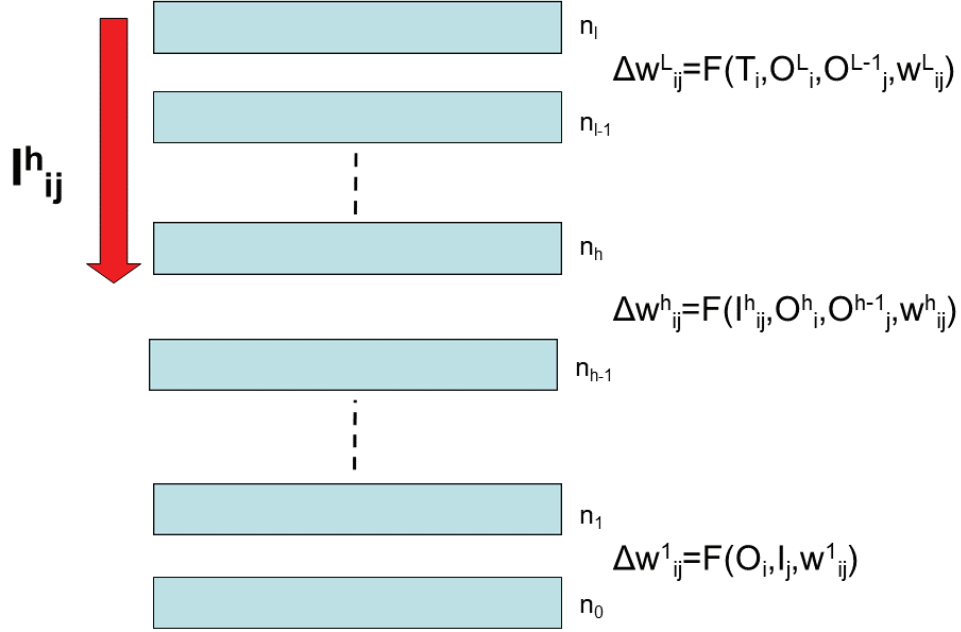 n_l
Δw^L_ij=F(T_i,O^L_i,O^L-1_j,w^L_ij)
n_l-1
I^h_ij
n_h
Δw^h_ij=F(I^h_ij,O^h_i,O^h-1_j,w^h_ij)
n_h-1
n_1
Δw^1_ij=F(O_i,I_j,w^1_ij)
n_0